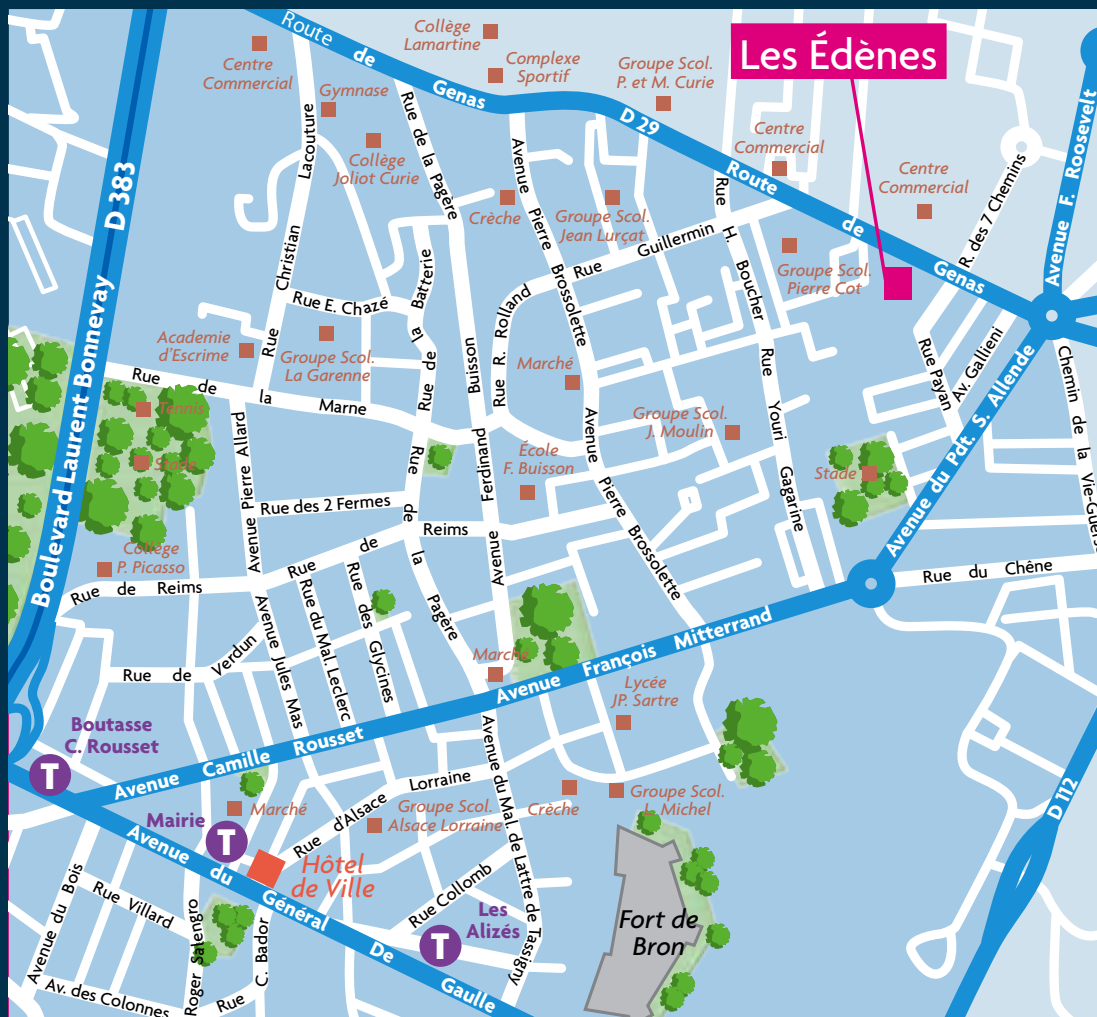 Route
de
Genas
D 29
Route
de
Genas
Les Édènes
Collège
Lamartine
Complexe
Sportif
Groupe Scol.
P. et M. Curie
Centre
Commercial
Gymnase
Collège
Joliot Curie
Centre
Commercial
Centre
Commercial
Avenue F. Roosevelt
R. des 7 Chemins
D 383
Boulevard Laurent Bonnevay
Rue Christian Lacouture
Rue de la Pagère
Crèche
Avenue Pierre Brossolette
Groupe Scol.
Jean Lurçat
Rue H. Boucher
Rue Guillermin
Groupe Scol.
Pierre Cot
Rue E. Chazé
Rue de la Batterie
Academie
d'Escrime
Groupe Scol.
La Garenne
Rue R. Rolland
Marché
Rue Payan
Av. Gallieni
Chemin de la Vie-Guers
Rue de la Marne
Tennis
Stade
Avenue Pierre Allard
Avenue Ferdinand Buisson
École
F. Buisson
Groupe Scol.
J. Moulin
Rue Youri Gagarine
Stade
Avenue du Pdt. S. Allende
Rue des 2 Fermes
Avenue Pierre Brossolette
Collège
P. Picasso
Rue de Reims
Rue de Reims
Rue de la Pagère
Rue du Chêne
Rue de Verdun
Avenue Jules Mas
Rue du Mal. Leclerc
Rue des Glycines
Marché
Avenue François Mitterrand
Lycée
JP. Sartre
Boutasse
C. Rousset
T
Avenue Camille Rousset
Marché
Mairie
T
Rue d'Alsace Lorraine
Groupe Scol.
Alsace Lorraine
Avenue du Mal. de Lattre de Tassigny
Crèche
Groupe Scol.
L. Michel
D 112
Hôtel
de Ville
Avenue du Général De Gaulle
Avenue du Bois
Rue Villard
Roger Salengro
Rue C. Bador
Av. des Colonnes
Rue Collomb
Les
Alizés
T
Fort de
Bron